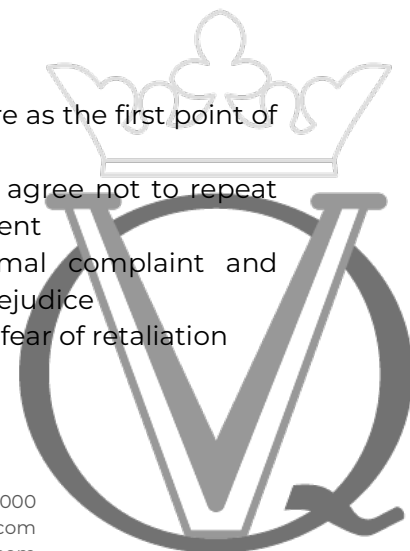 re as the first point of
agree not to repeat
ent
mal complaint and
ejudice
fear of retaliation
000
com